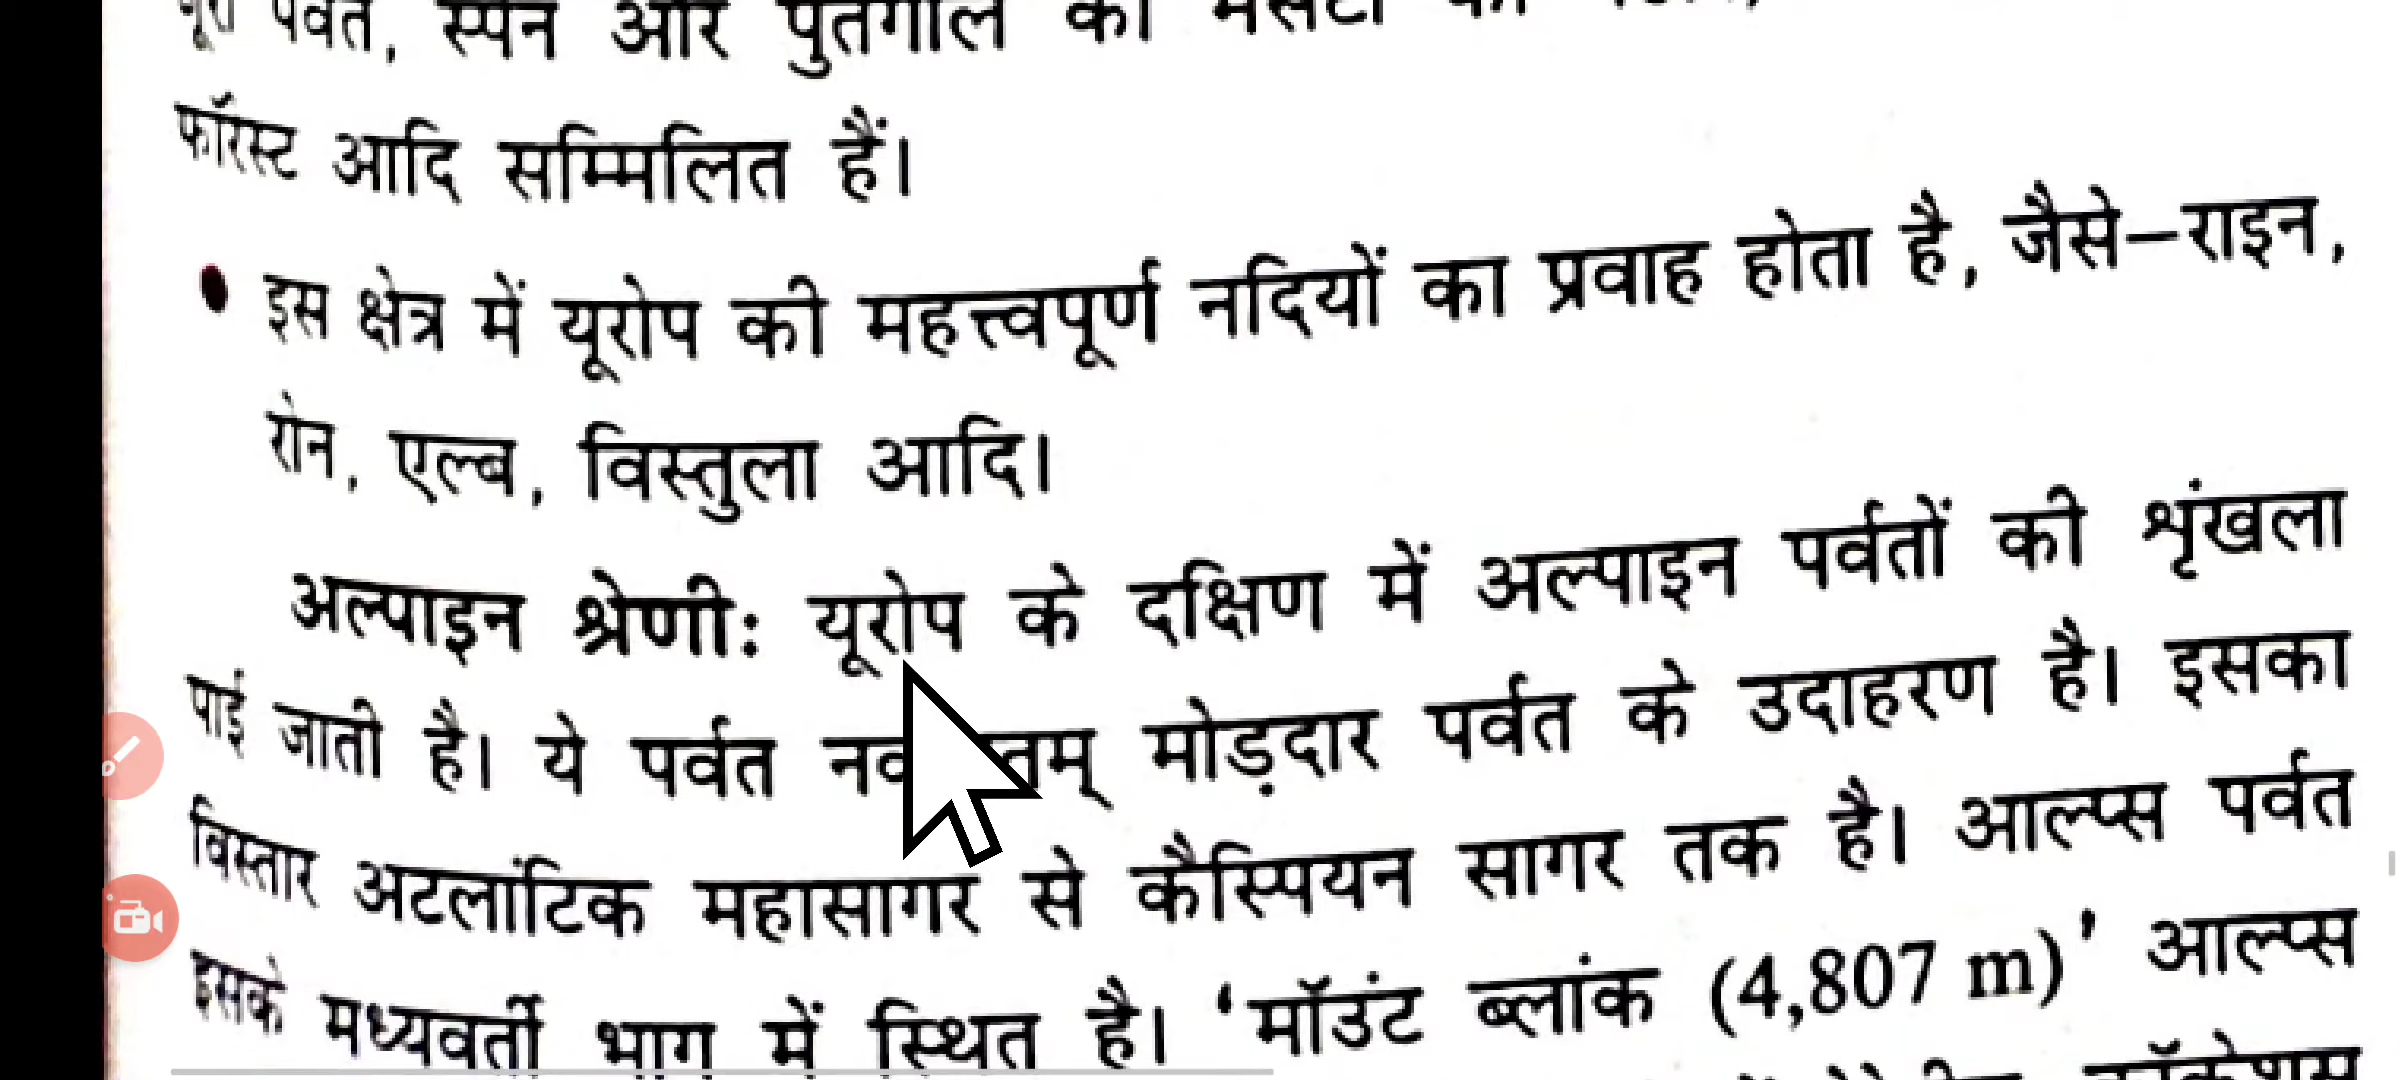 पर्वत, स्पेन और पुर्तगाल का मेसेटा
फॉरेस्ट आदि सम्मिलित हैं।
• इस क्षेत्र में यूरोप की महत्त्वपूर्ण नदियों का प्रवाह होता है, जैसे–राइन,
रोन, एल्ब, विस्तुला आदि।
अल्पाइन श्रेणी: यूरोप के दक्षिण में अल्पाइन पर्वतों की शृंखला
पाई जाती है। ये पर्वत मोड़दार पर्वत के उदाहरण है। इसका
विस्तार अटलांटिक महासागर से कैस्पियन सागर तक है। आल्प्स पर्वत
इसके मध्यवर्ती भाग में स्थित है। ‘मॉउंट ब्लांक (4,807 m)’ आल्प्स